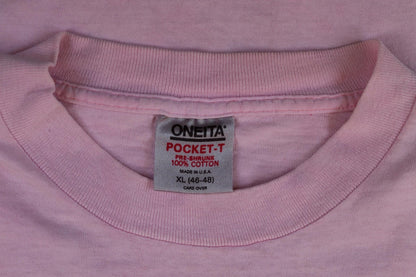 ONEITA®
POCKET-T
PRE-SHRUNK
100% COTTON
MADE IN U.S.A.
XL (46-48)
CARE OVER